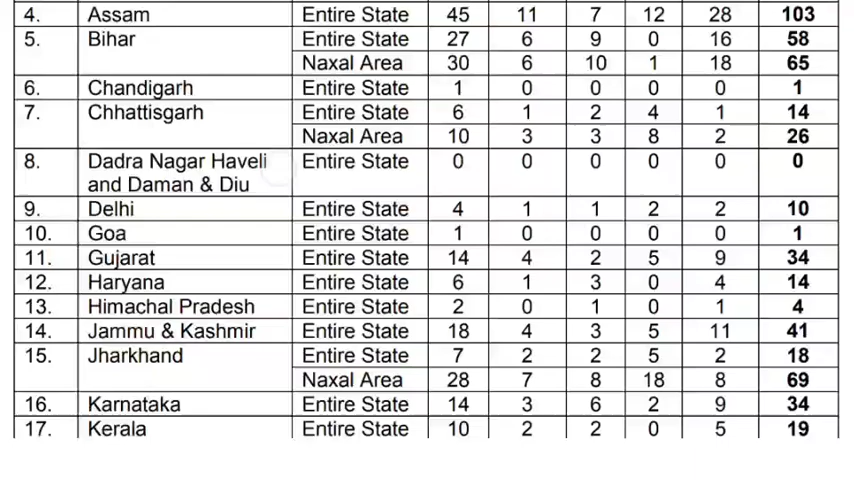 4. Assam Entire State 45 11 7 12 28 103
5. Bihar Entire State 27 6 9 0 16 58
Naxal Area 30 6 10 1 18 65
6. Chandigarh Entire State 1 0 0 0 0 1
7. Chhattisgarh Entire State 6 1 2 4 1 14
Naxal Area 10 3 3 8 2 26
8. Dadra Nagar Haveli Entire State 0 0 0 0 0 0
and Daman & Diu
9. Delhi Entire State 4 1 1 2 2 10
10. Goa Entire State 1 0 0 0 0 1
11. Gujarat Entire State 14 4 2 5 9 34
12. Haryana Entire State 6 1 3 0 4 14
13. Himachal Pradesh Entire State 2 0 1 0 1 4
14. Jammu & Kashmir Entire State 18 4 3 5 11 41
15. Jharkhand Entire State 7 2 2 5 2 18
Naxal Area 28 7 8 18 8 69
16. Karnataka Entire State 14 3 6 2 9 34
17. Kerala Entire State 10 2 2 0 5 19